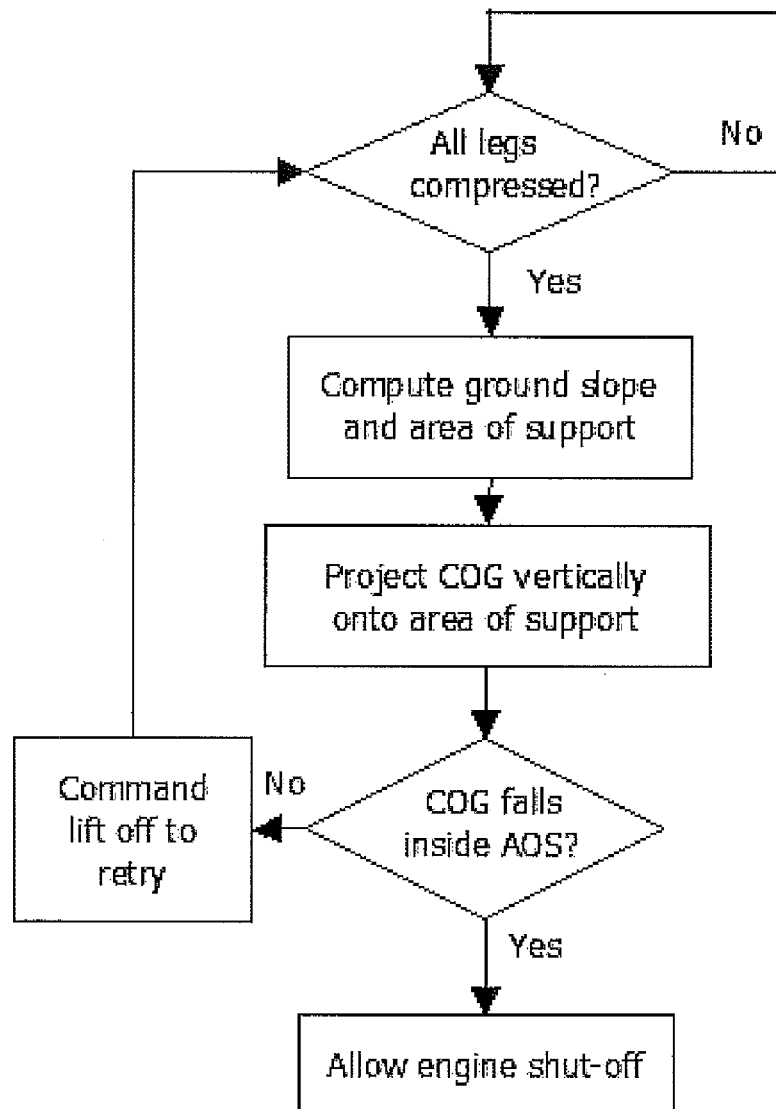 All legs
compressed?
No
Yes
Compute ground slope
and area of support
Project COG vertically
onto area of support
Command
lift off to
retry
No
COG falls
inside AOS?
Yes
Allow engine shut-off